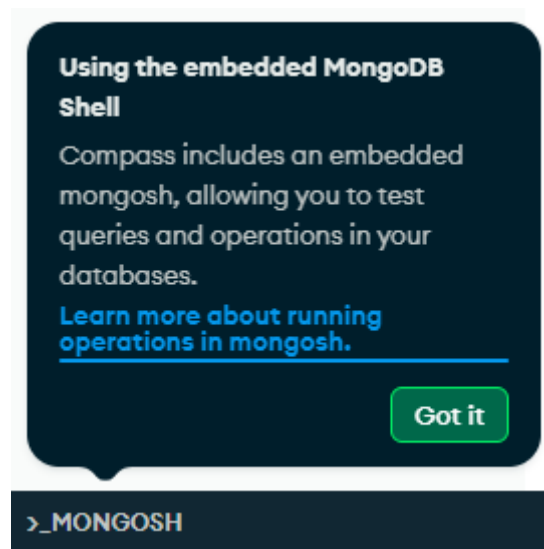 Using the embedded MongoDB
Shell
Compass includes an embedded
mongosh, allowing you to test
queries and operations in your
databases.
Learn more about running
operations in mongosh.
Got it
>_MONGOSH